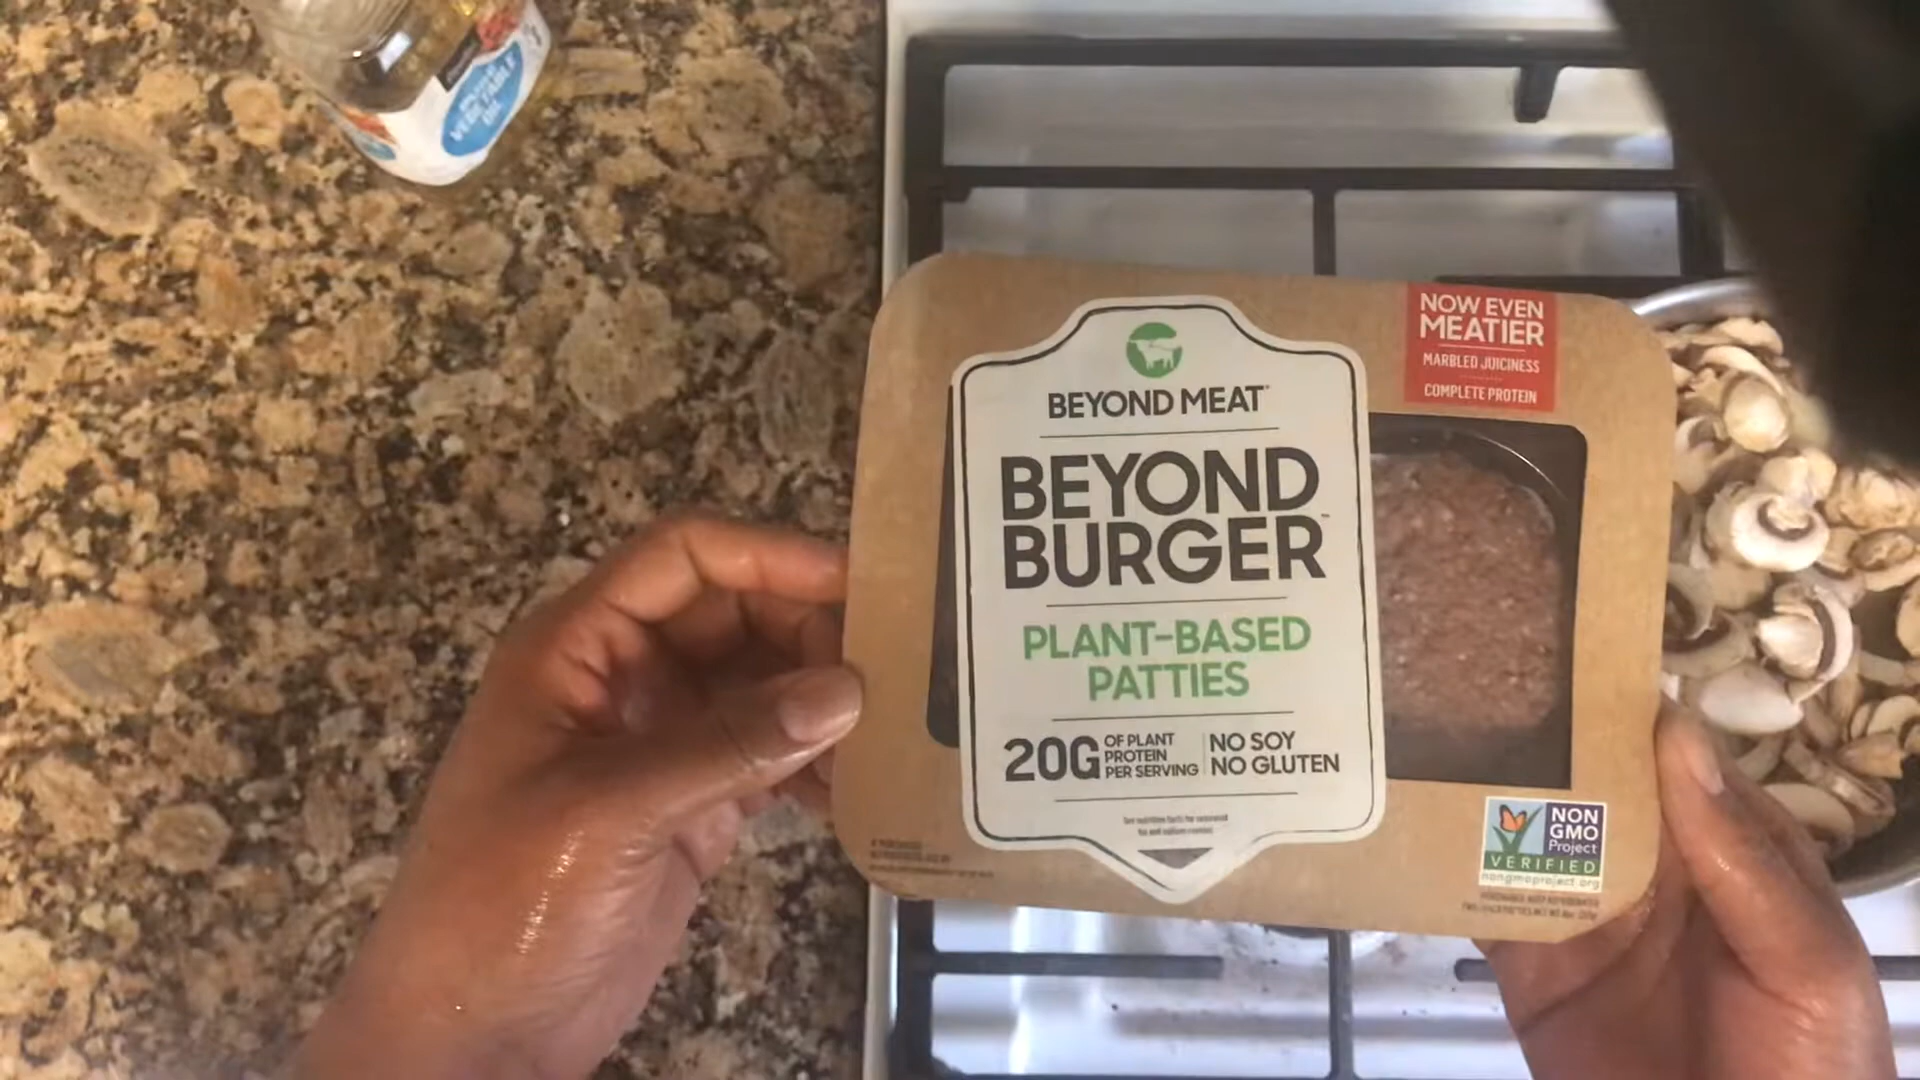 VEGETABLE
OIL
NOW EVEN
MEATIER
MARBLED JUICINESS
COMPLETE PROTEIN
BEYOND MEAT
BEYOND
BURGER
PLANT-BASED
PATTIES
20G OF PLANT
PROTEIN
PER SERVING
NO SOY
NO GLUTEN
NON
GMO
Project
VERIFIED
nongmoproject.org